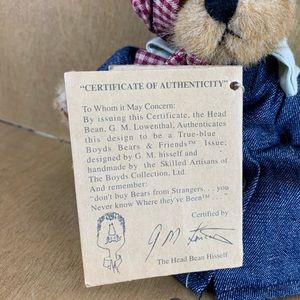 "CERTIFICATE OF AUTHENTICITY"
To Whom it May Concern:
By issuing this Certificate, the Head
Bean, G. M. Lowenthal, Authenticates
this design to be a True-blue
Boyds Bears & Friends™ Issue;
designed by G. M. hisself and
handmade by the Skilled Artisans of
The Boyds Collection, Ltd.
And remember:
"don't buy Bears from Strangers. . . you
Never know Where they've Been"
Certified by
G M
The Head Bean Hisself